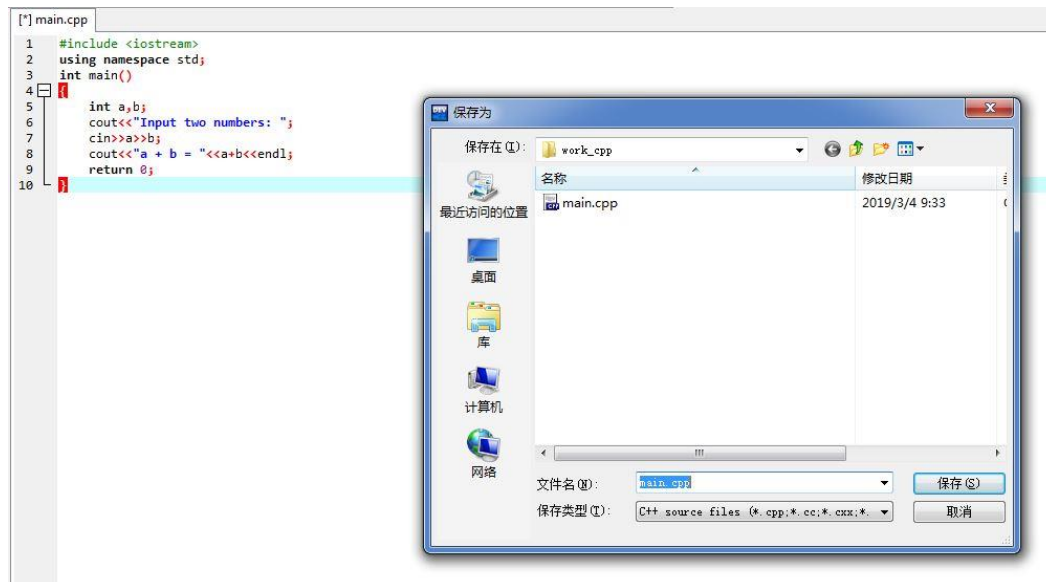 [*] main.cpp
1 #include <iostream>
2 using namespace std;
3 int main()
4 {
5 int a,b;
6 cout<<"Input two numbers: ";
7 cin>>a>>b;
8 cout<<"a + b = "<<a+b<<endl;
9 return 0;
10 }
保存为
保存在(I):
work_cpp
名称
修改日期
main.cpp
2019/3/4 9:33
最近访问的位置
桌面
库
计算机
网络
文件名(N):
main.cpp
保存(S)
保存类型(T):
C++ source files (*.cpp;*.cc;*.cxx;*.
取消